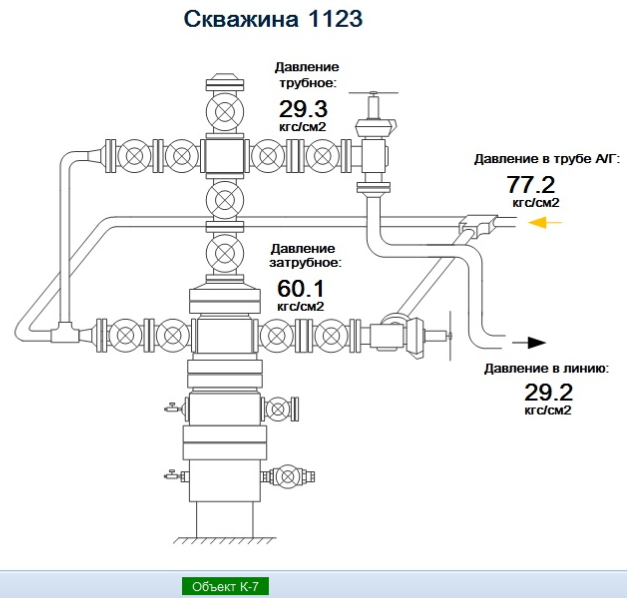 Скважина 1123
Давление
трубное:
29.3
кгс/см2
Давление в трубе А/Г:
77.2
кгс/см2
Давление
затрубное:
60.1
кгс/см2
Давление в линию:
29.2
кгс/см2
Объект К-7